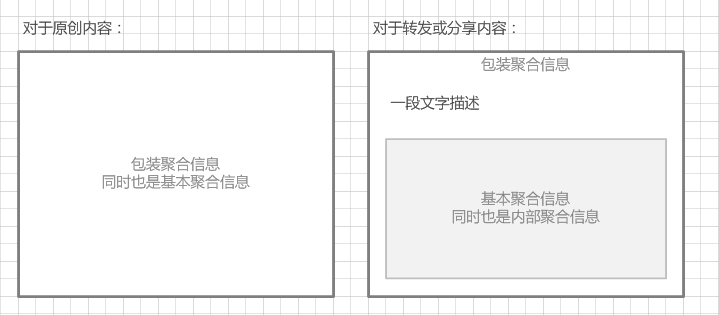 对于原创内容：
包装聚合信息
同时也是基本聚合信息
对于转发或分享内容：
包装聚合信息
一段文字描述
基本聚合信息
同时也是内部聚合信息